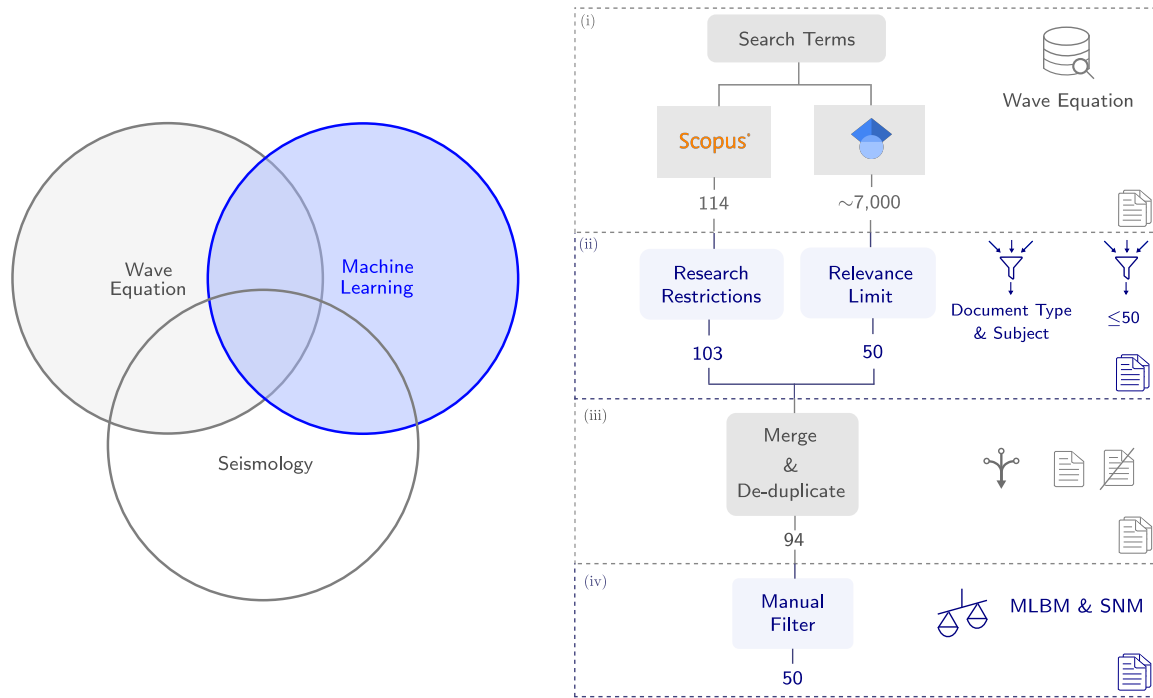 Wave
Equation
Machine
Learning
Seismology
(i)
Search Terms
Scopus®
Wave Equation
114
~7,000
(ii)
Research
Restrictions
Relevance
Limit
Document Type
& Subject
≤50
103
50
(iii)
Merge
&
De-duplicate
94
(iv)
Manual
Filter
MLBM & SNM
50